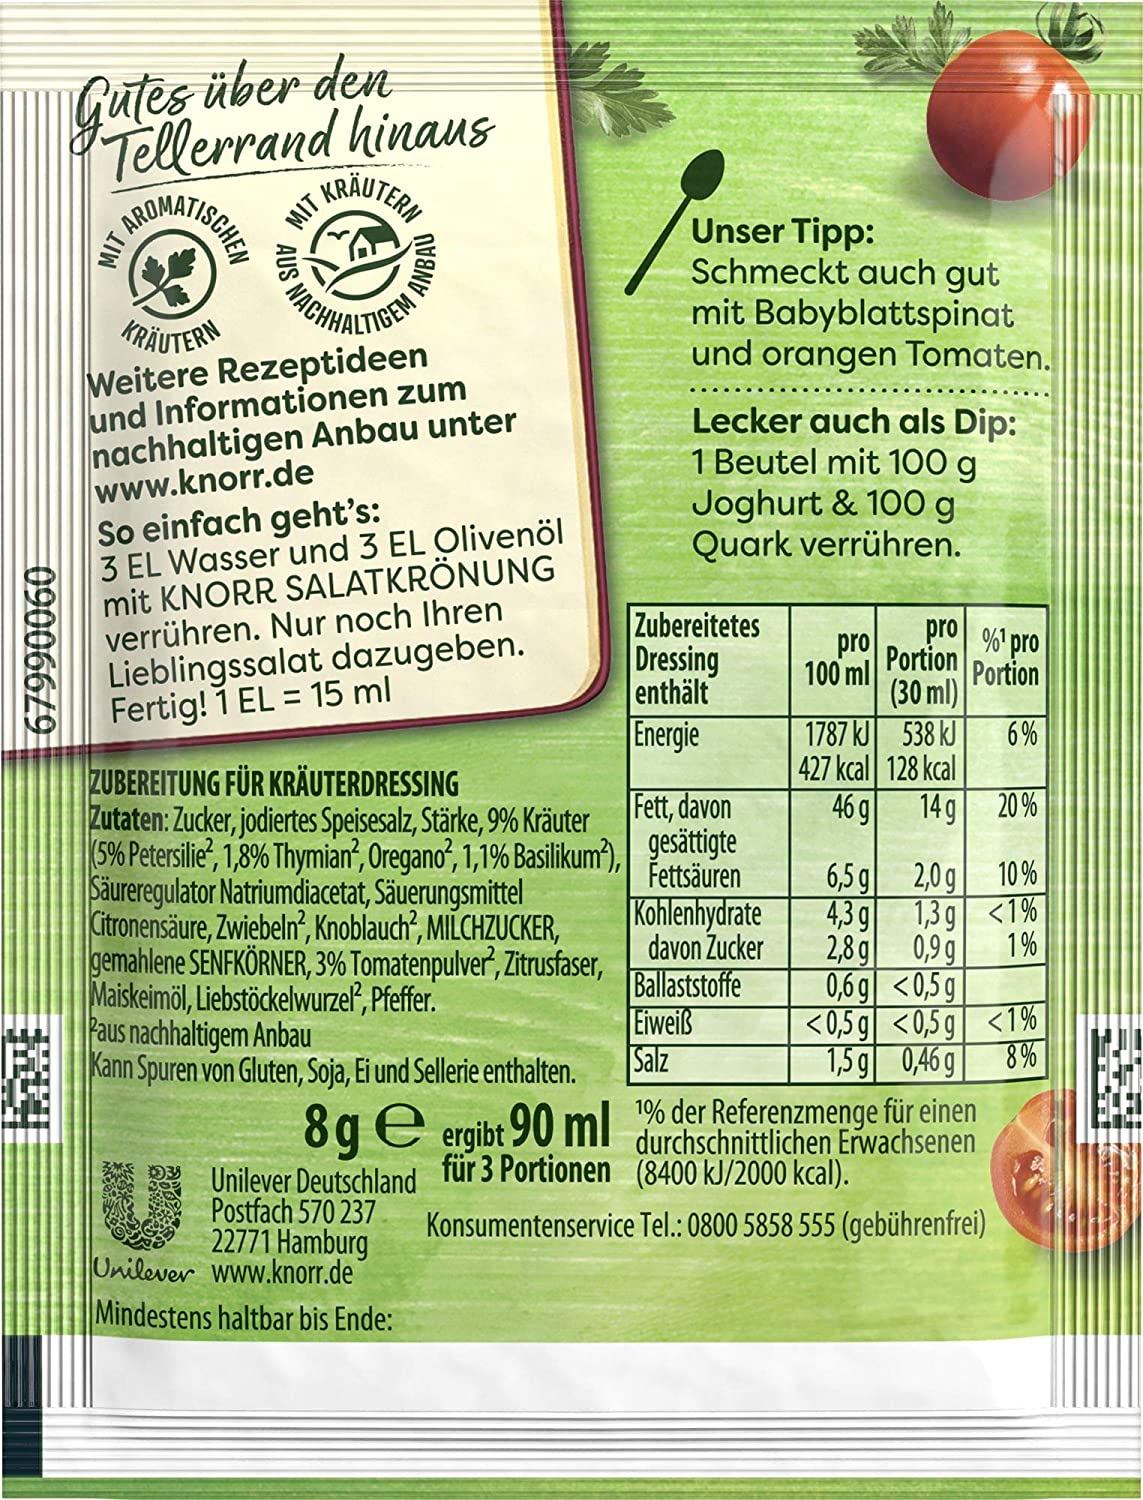 Gutes über den
Tellerrand hinaus
MIT AROMATISCHEN
KRÄUTERN
MIT KRÄUTERN
AUS NACHHALTIGEM ANBAU
Weitere Rezeptideen
und Informationen zum
nachhaltigen Anbau unter
www.knorr.de
So einfach geht's:
3 EL Wasser und 3 EL Olivenöl
mit KNORR SALATKRÖNUNG
verrühren. Nur noch Ihren
Lieblingssalat dazugeben.
Fertig! 1 EL = 15 ml
67990060
Unser Tipp:
Schmeckt auch gut
mit Babyblattspinat
und orangen Tomaten.
Lecker auch als Dip:
1 Beutel mit 100 g
Joghurt & 100 g
Quark verrühren.
ZUBEREITUNG FÜR KRÄUTERDRESSING
Zutaten: Zucker, jodiertes Speisesalz, Stärke, 9% Kräuter
(5% Petersilie², 1,8% Thymian², Oregano², 1,1% Basilikum²),
Säureregulator Natriumdiacetat, Säuerungsmittel
Citronensäure, Zwiebeln², Knoblauch², MILCHZUCKER,
gemahlene SENFKÖRNER, 3% Tomatenpulver², Zitrusfaser,
Maiskeimöl, Liebstöckelwurzel², Pfeffer.
²aus nachhaltigem Anbau
Kann Spuren von Gluten, Soja, Ei und Sellerie enthalten.
8 g e ergibt 90 ml
für 3 Portionen
Unilever Deutschland
Postfach 570 237
22771 Hamburg
www.knorr.de
Unilever
Zubereitetes Dressing enthält pro 100 ml pro Portion (30 ml) %¹ pro Portion
Energie 1787 kJ 538 kJ 6%
427 kcal 128 kcal
Fett, davon 46 g 14 g 20%
gesättigte
Fettsäuren 6,5 g 2,0 g 10%
Kohlenhydrate 4,3 g 1,3 g <1%
davon Zucker 2,8 g 0,9 g 1%
Ballaststoffe 0,6 g <0,5 g
Eiweiß <0,5 g <0,5 g <1%
Salz 1,5 g 0,46 g 8%
¹% der Referenzmenge für einen
durchschnittlichen Erwachsenen
(8400 kJ/2000 kcal).
Konsumentenservice Tel.: 0800 5858 555 (gebührenfrei)
Mindestens haltbar bis Ende: